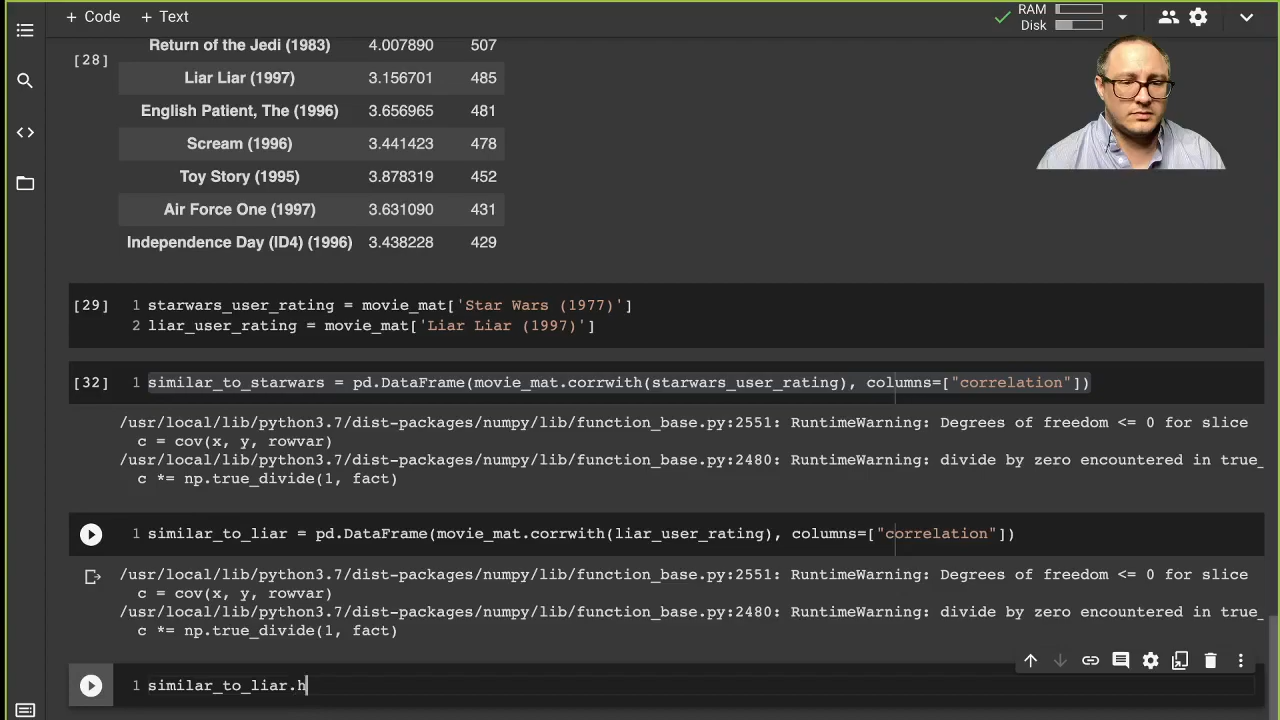 + Code + Text
RAM
Disk
[28]
Return of the Jedi (1983) 4.007890 507
Liar Liar (1997) 3.156701 485
English Patient, The (1996) 3.656965 481
Scream (1996) 3.441423 478
Toy Story (1995) 3.878319 452
Air Force One (1997) 3.631090 431
Independence Day (ID4) (1996) 3.438228 429
[29] 1 starwars_user_rating = movie_mat['Star Wars (1977)']
2 liar_user_rating = movie_mat['Liar Liar (1997)']
[32] 1 similar_to_starwars = pd.DataFrame(movie_mat.corrwith(starwars_user_rating), columns=["correlation"])
/usr/local/lib/python3.7/dist-packages/numpy/lib/function_base.py:2551: RuntimeWarning: Degrees of freedom <= 0 for slice
c = cov(x, y, rowvar)
/usr/local/lib/python3.7/dist-packages/numpy/lib/function_base.py:2480: RuntimeWarning: divide by zero encountered in true_
c *= np.true_divide(1, fact)
1 similar_to_liar = pd.DataFrame(movie_mat.corrwith(liar_user_rating), columns=["correlation"])
/usr/local/lib/python3.7/dist-packages/numpy/lib/function_base.py:2551: RuntimeWarning: Degrees of freedom <= 0 for slice
c = cov(x, y, rowvar)
/usr/local/lib/python3.7/dist-packages/numpy/lib/function_base.py:2480: RuntimeWarning: divide by zero encountered in true_
c *= np.true_divide(1, fact)
1 similar_to_liar.h